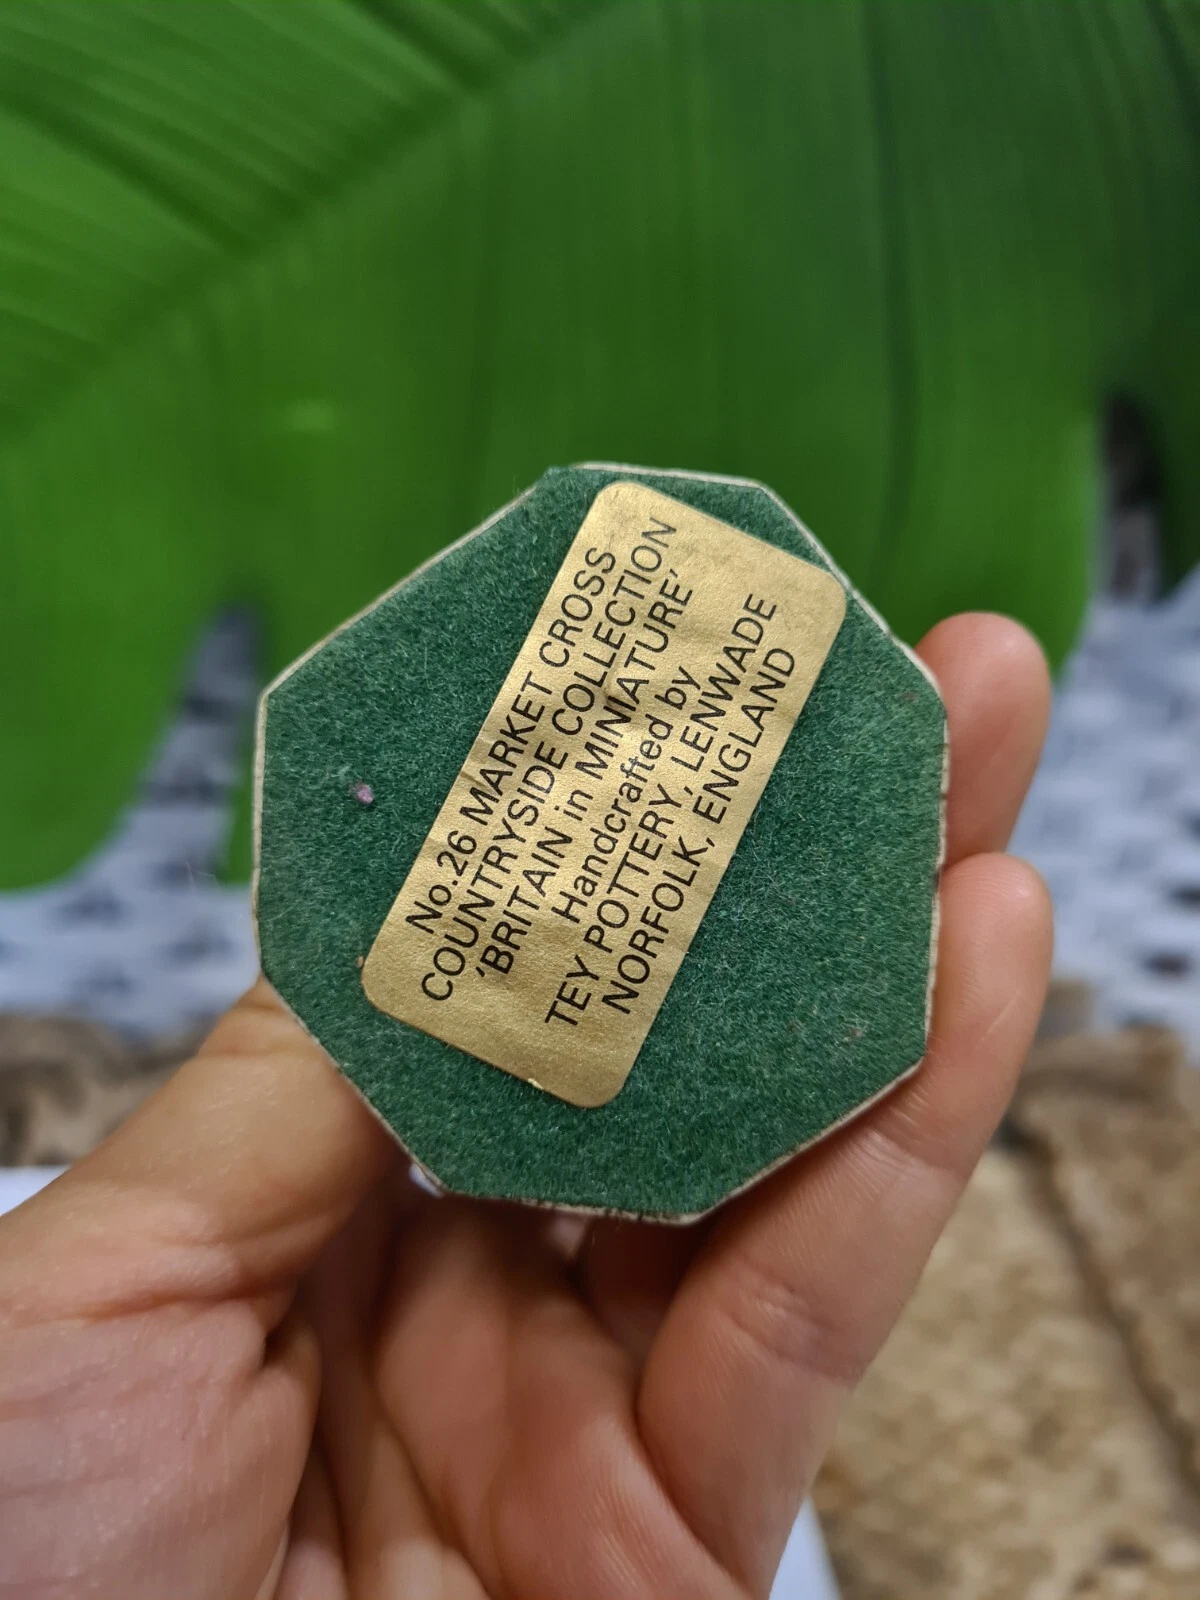 No.26 MARKET CROSS
COUNTRYSIDE COLLECTION
'BRITAIN in MINIATURE'
Handcrafted by
TEY POTTERY, LENWADE
NORFOLK, ENGLAND